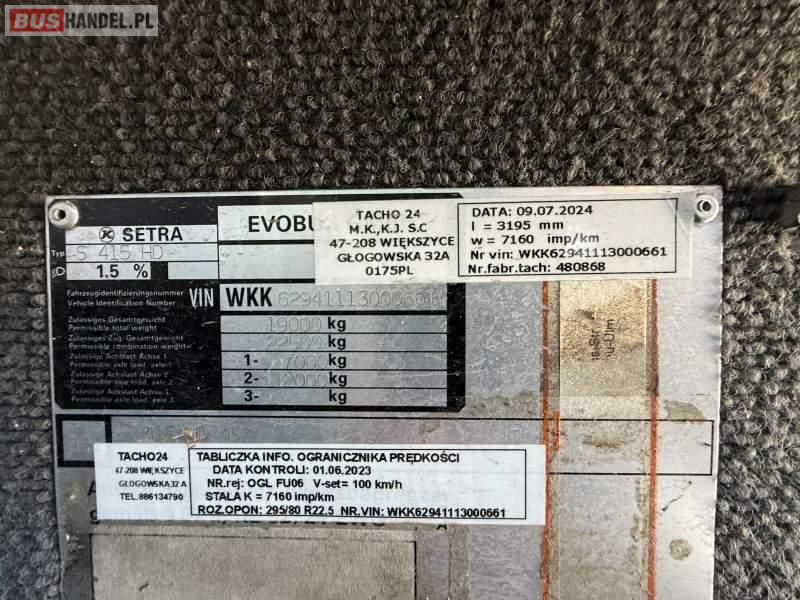 BUSHANDEL.PL
SETRA
EVOBU
Typ S 415 HD
1.5 %
TACHO 24
M.K.,K.J. S.C
47-208 WIĘKSZYCE
GŁOGOWSKA 32A
0175PL
DATA: 09.07.2024
l = 3195 mm
w = 7160 imp/km
Nr vin: WKK62941113000661
Nr.fabr.tach: 480868
Fahrzeugidentifizierungsnummer
Vehicle Identification Number
VIN WKK 62941113000661
Zulässiges Gesamtgewicht
Permissible total weight
19000 kg
Zulässiges Zug-Gesamtgewicht
Permissible combination weight
22500 kg
Zulässige Achslast Achse 1
Permissible axle load, axle 1
1- 7000 kg
Zulässige Achslast Achse 2
Permissible axle load, axle 2
2- 12000 kg
Zulässige Achslast Achse 3
Permissible axle load, axle 3
3- kg
TACHO24
47-208 WIĘKSZYCE
GŁOGOWSKA 32 A
TEL.886134790
TABLICZKA INFO. OGRANICZNIKA PRĘDKOŚCI
DATA KONTROLI: 01.06.2023
NR.rej: OGL FU06 V-set= 100 km/h
STAŁA K = 7160 imp/km
ROZ.OPON: 295/80 R22.5 NR.VIN: WKK62941113000661